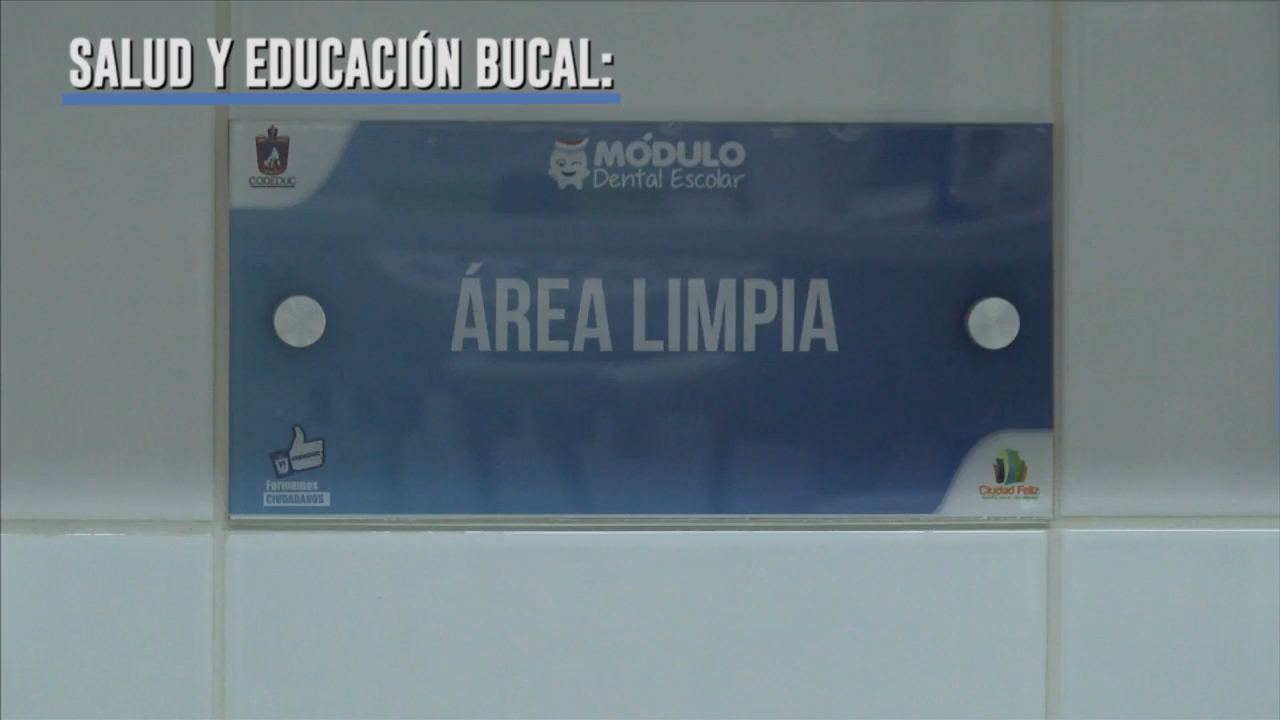 SALUD Y EDUCACIÓN BUCAL:
CODEDUC
MÓDULO
Dental Escolar
ÁREA LIMPIA
Formamos
CIUDADANOS
Ciudad Feliz